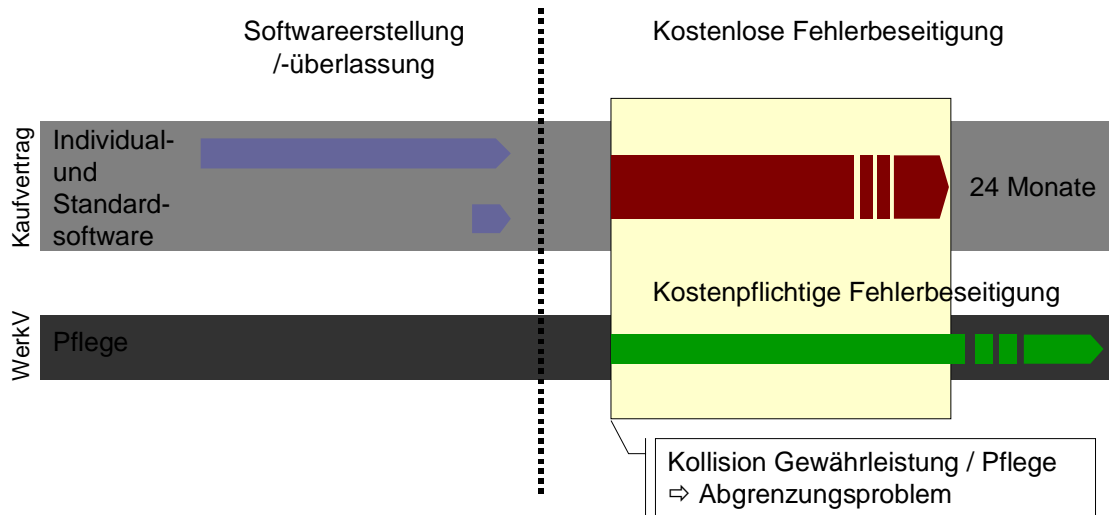 Softwareerstellung
/-überlassung
Kostenlose Fehlerbeseitigung
Kaufvertrag
Individual-
und
Standard-
software
24 Monate
Kostenpflichtige Fehlerbeseitigung
WerkV
Pflege
Kollision Gewährleistung / Pflege
⇨ Abgrenzungsproblem